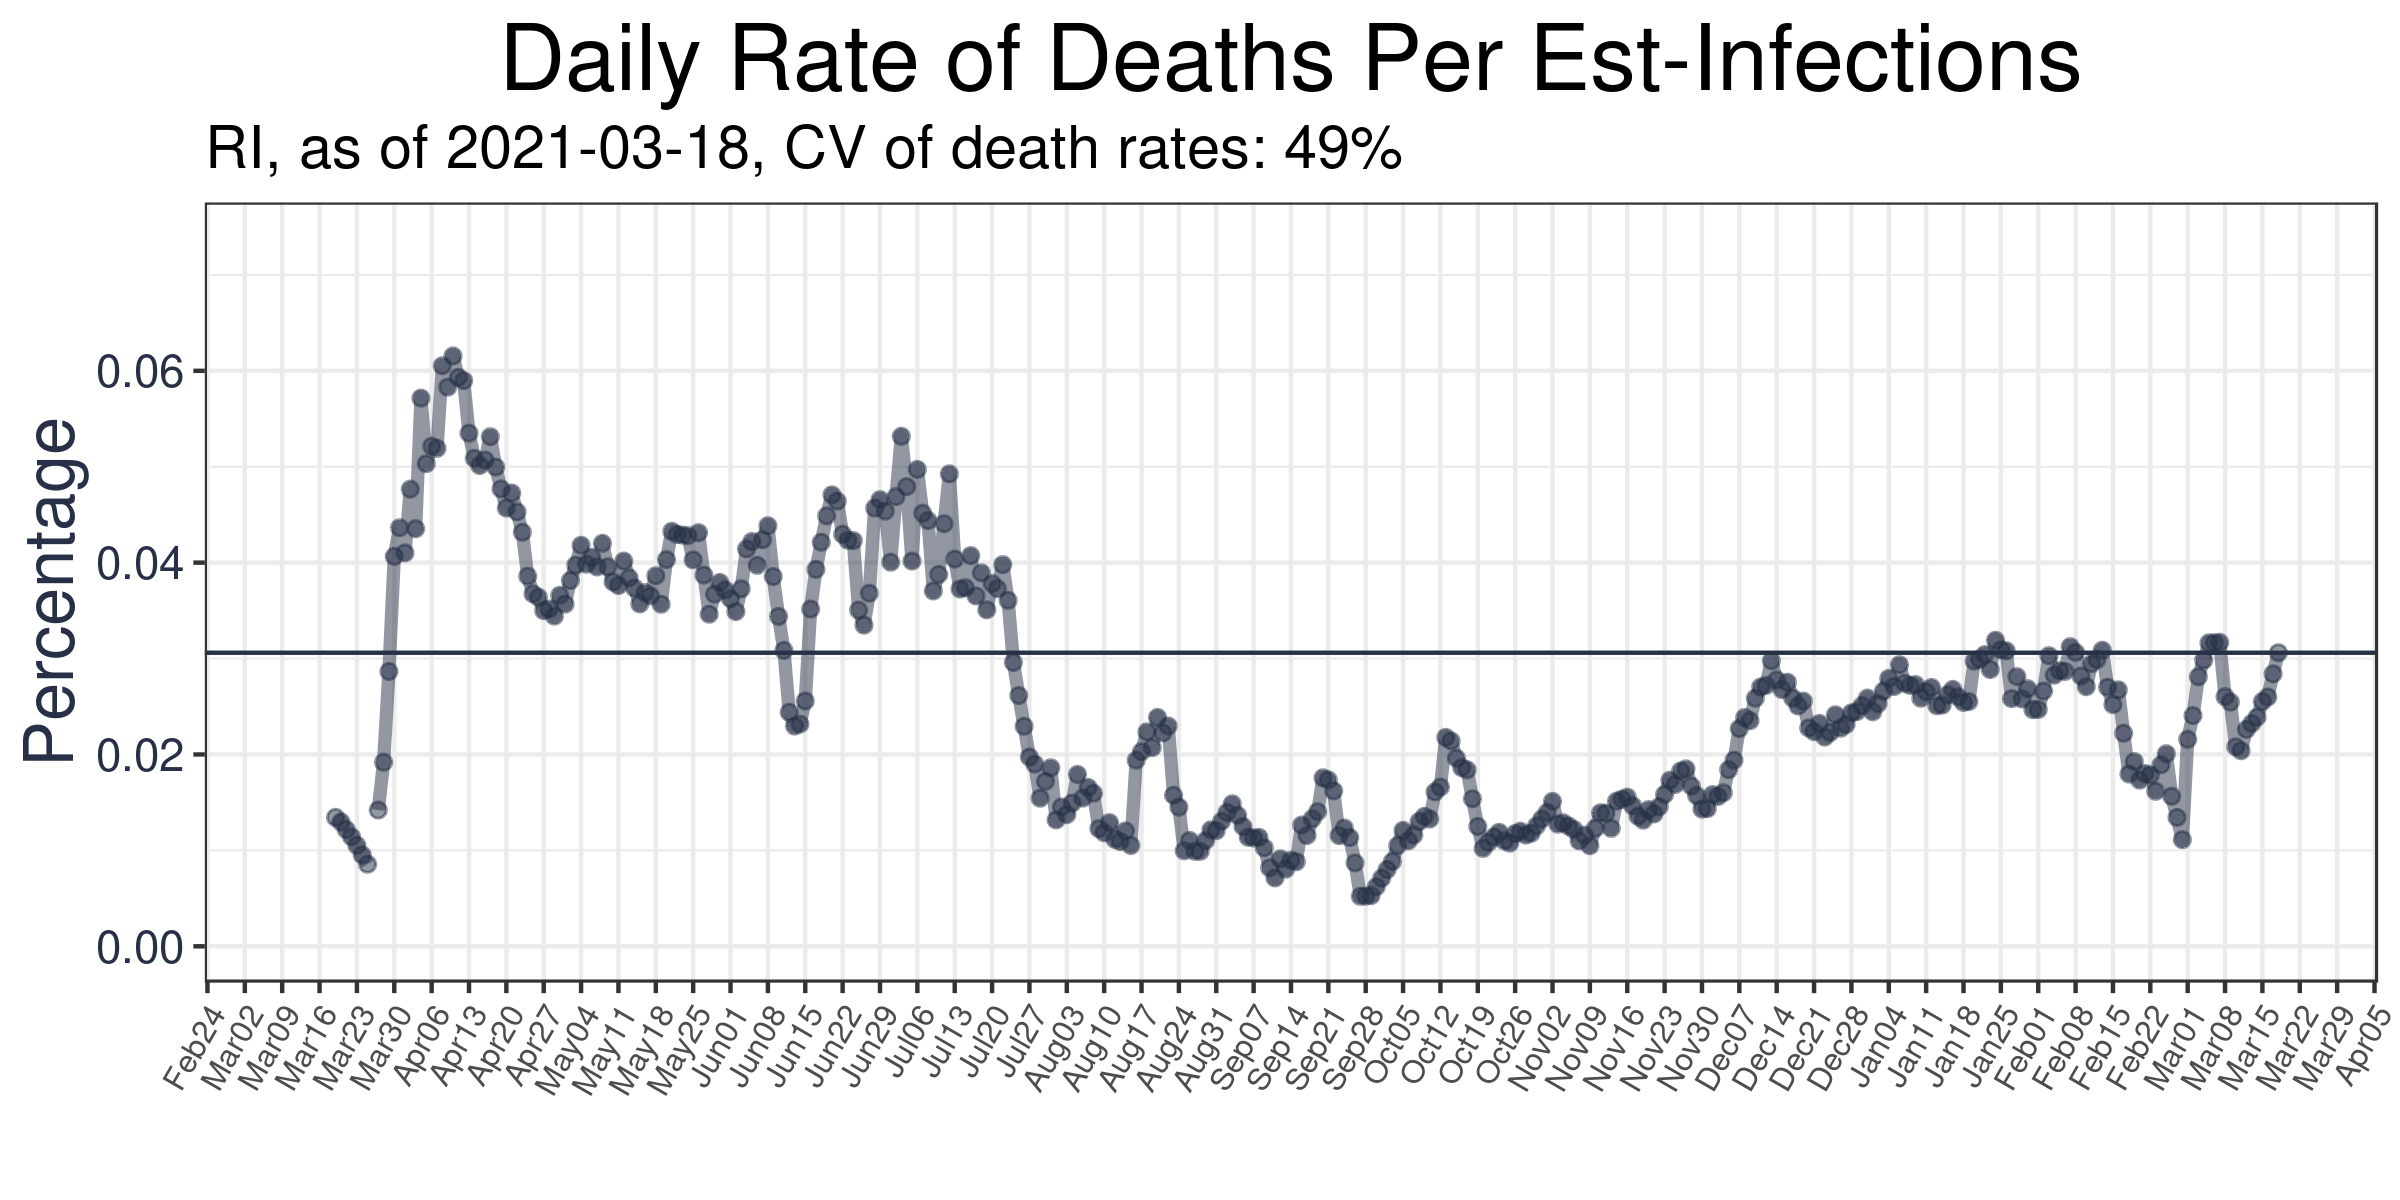 Daily Rate of Deaths Per Est-Infections
RI, as of 2021-03-18, CV of death rates: 49%
Percentage
0.06
0.04
0.02
0.00
Feb24
Mar02
Mar09
Mar16
Mar23
Mar30
Apr06
Apr13
Apr20
Apr27
May04
May11
May18
May25
Jun01
Jun08
Jun15
Jun22
Jun29
Jul06
Jul13
Jul20
Jul27
Aug03
Aug10
Aug17
Aug24
Aug31
Sep07
Sep14
Sep21
Sep28
Oct05
Oct12
Oct19
Oct26
Nov02
Nov09
Nov16
Nov23
Nov30
Dec07
Dec14
Dec21
Dec28
Jan04
Jan11
Jan18
Jan25
Feb01
Feb08
Feb15
Feb22
Mar01
Mar08
Mar15
Mar22
Mar29
Apr05